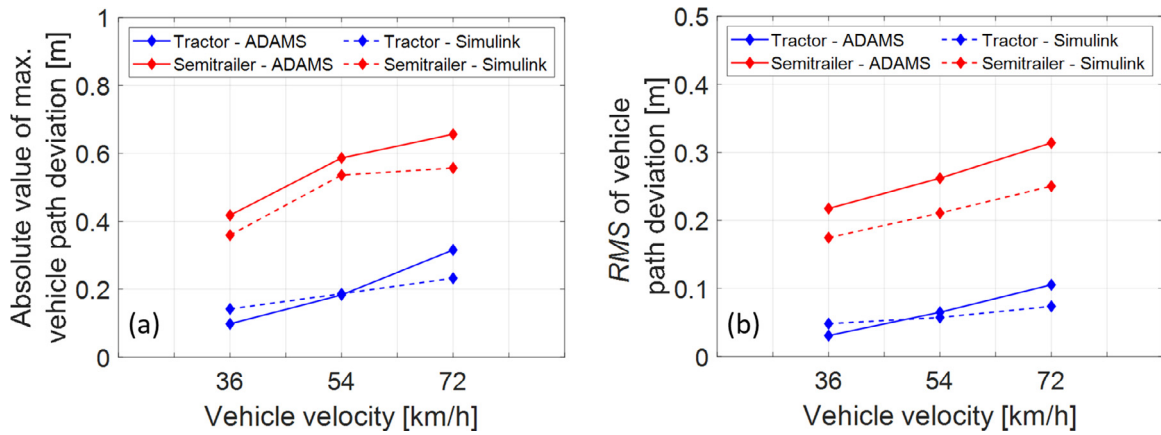 Absolute value of max.
vehicle path deviation [m]
1
0.8
0.6
0.4
0.2
0
Tractor - ADAMS
Tractor - Simulink
Semitrailer - ADAMS
Semitrailer - Simulink
(a)
36
54
72
Vehicle velocity [km/h]
RMS of vehicle
path deviation [m]
0.5
0.4
0.3
0.2
0.1
0
Tractor - ADAMS
Tractor - Simulink
Semitrailer - ADAMS
Semitrailer - Simulink
(b)
36
54
72
Vehicle velocity [km/h]